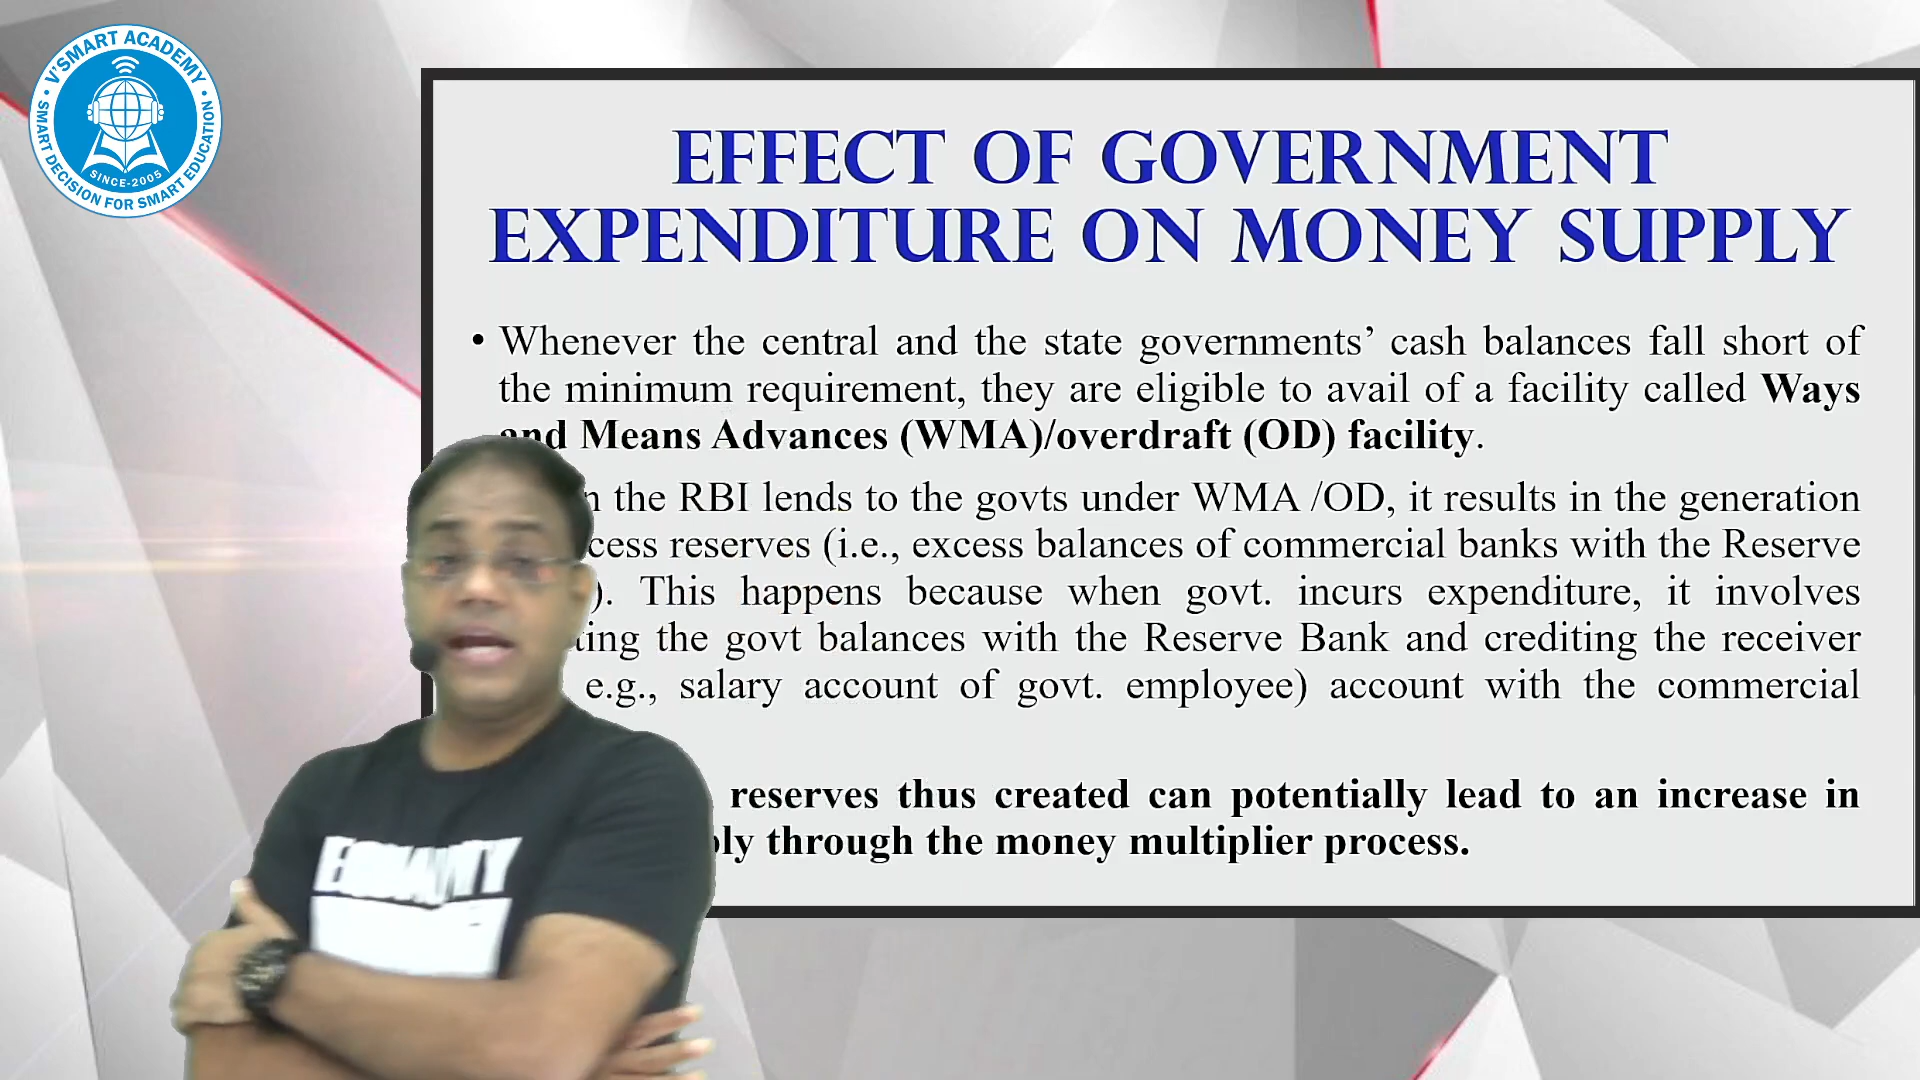 V'SMART ACADEMY
SINCE-2005
SMART DECISION FOR SMART EDUCATION
EFFECT OF GOVERNMENT
EXPENDITURE ON MONEY SUPPLY
• Whenever the central and the state governments’ cash balances fall short of
the minimum requirement, they are eligible to avail of a facility called Ways
and Means Advances (WMA)/overdraft (OD) facility.
the RBI lends to the govts under WMA /OD, it results in the generation
cess reserves (i.e., excess balances of commercial banks with the Reserve
). This happens because when govt. incurs expenditure, it involves
ting the govt balances with the Reserve Bank and crediting the receiver
e.g., salary account of govt. employee) account with the commercial
reserves thus created can potentially lead to an increase in
ly through the money multiplier process.